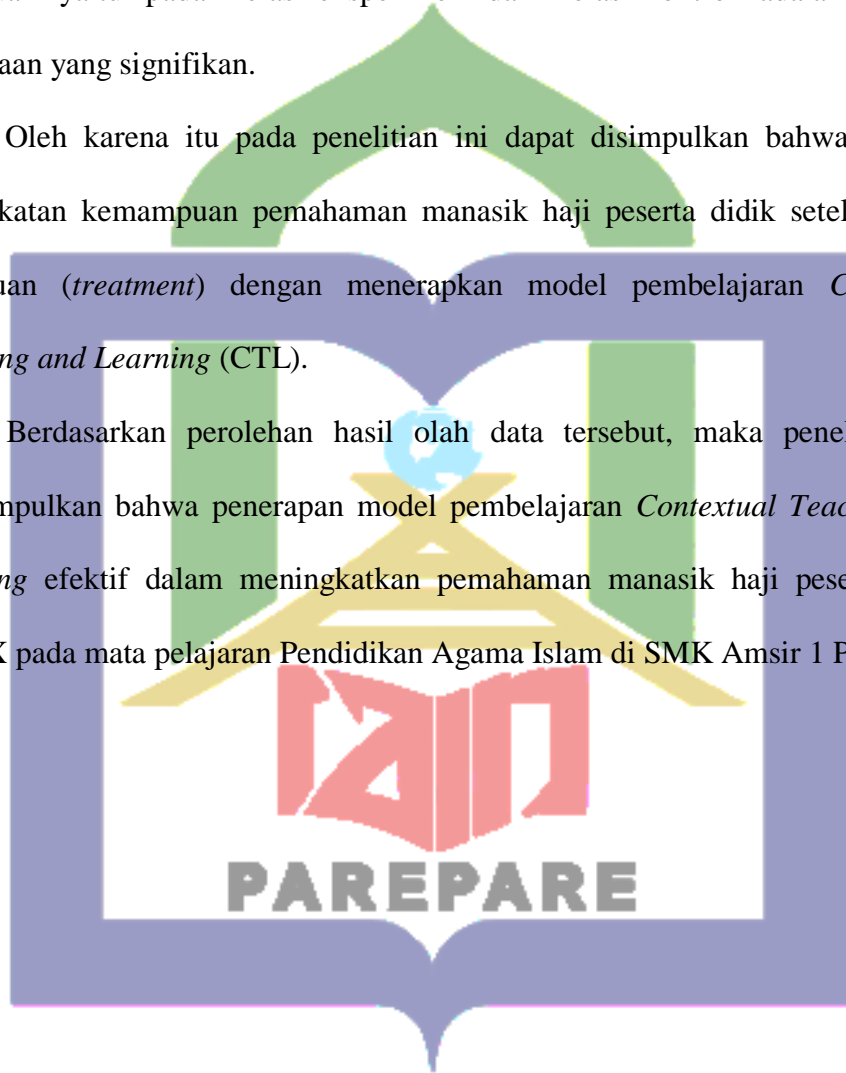 aan yang signifikan.
Oleh karena itu pada penelitian ini dapat disimpulkan bahwa
katan kemampuan pemahaman manasik haji peserta didik setel
uan (treatment) dengan menerapkan model pembelajaran C
ng and Learning (CTL).
Berdasarkan perolehan hasil olah data tersebut, maka pene
mpulkan bahwa penerapan model pembelajaran Contextual Teac
ng efektif dalam meningkatkan pemahaman manasik haji pese
X pada mata pelajaran Pendidikan Agama Islam di SMK Amsir 1 P
iain
PAREPARE